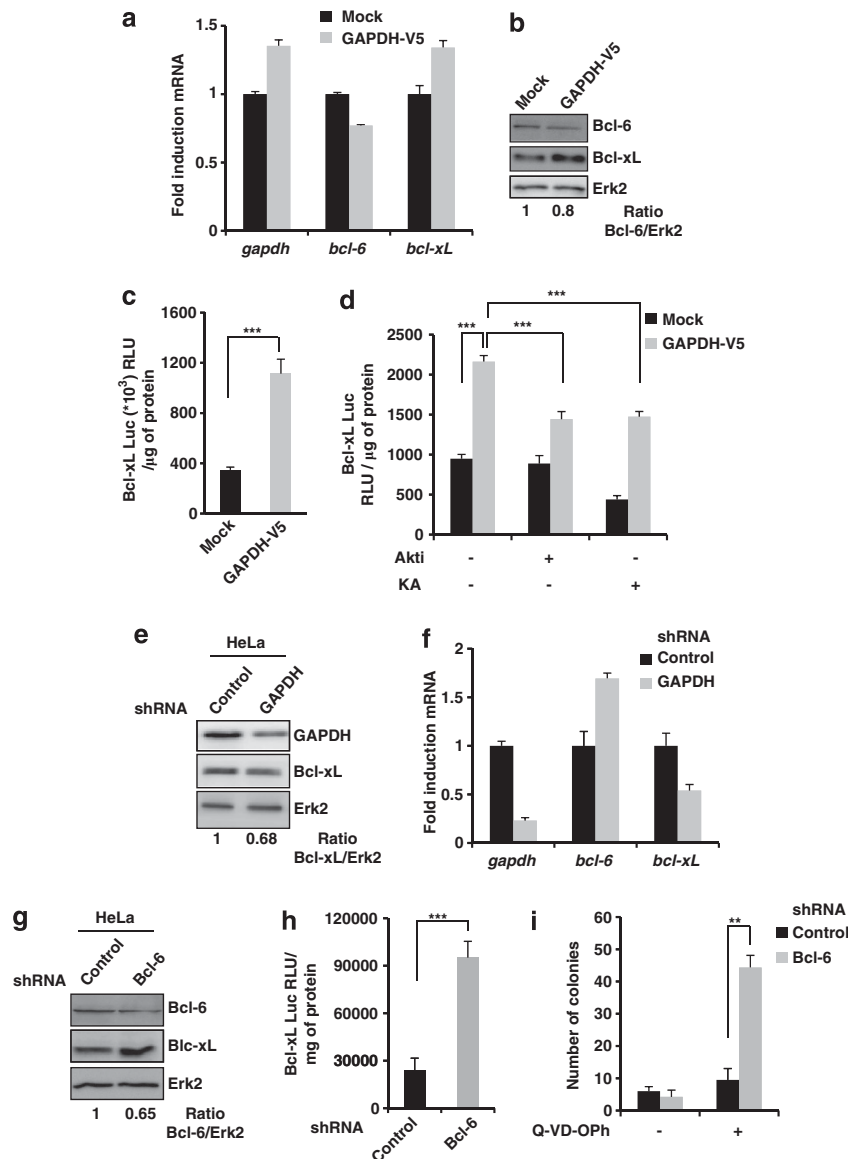 a
Mock
GAPDH-V5
Fold induction mRNA
1.5
1
0.5
0
gapdh
bcl-6
bcl-xL
b
Mock
GAPDH-V5
Bcl-6
Bcl-xL
Erk2
1 0.8 Ratio
Bcl-6/Erk2
c
Bcl-xL Luc (*10³) RLU
/µg of protein
1600
1200
800
400
0
***
Mock
GAPDH-V5
d
Mock
GAPDH-V5
Bcl-xL Luc
RLU / µg of protein
2500
2000
1500
1000
500
0
***
***
***
Akti - + -
KA - - +
e
HeLa
shRNA
Control
GAPDH
GAPDH
Bcl-xL
Erk2
1 0.68 Ratio
Bcl-xL/Erk2
f
shRNA
Control
GAPDH
Fold induction mRNA
2
1.5
1
0.5
0
gapdh
bcl-6
bcl-xL
g
HeLa
shRNA
Control
Bcl-6
Bcl-6
Blc-xL
Erk2
1 0.65 Ratio
Bcl-6/Erk2
h
Bcl-xL Luc RLU/
mg of protein
120000
90000
60000
30000
0
***
shRNA
Control
Bcl-6
i
shRNA
Control
Bcl-6
Number of colonies
60
50
40
30
20
10
0
**
Q-VD-OPh - +